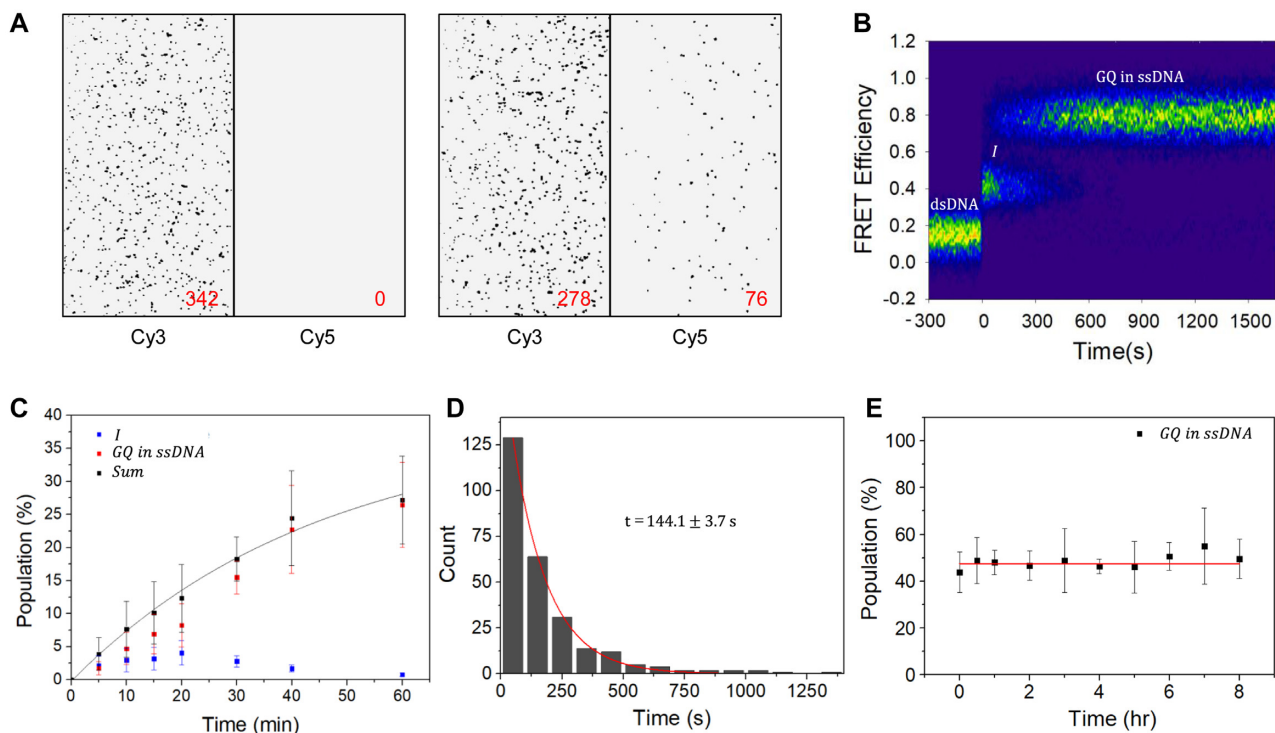 A
342
0
278
76
Cy3
Cy5
Cy3
Cy5
B
FRET Efficiency
1.2
1.0
0.8
0.6
0.4
0.2
0.0
-0.2
GQ in ssDNA
I
dsDNA
-300
0
300
600
900
1200
1500
Time(s)
C
Population (%)
40
35
30
25
20
15
10
5
0
I
GQ in ssDNA
Sum
0
10
20
30
40
50
60
Time (min)
D
Count
125
100
75
50
25
0
t = 144.1 ± 3.7 s
0
250
500
750
1000
1250
Time (s)
E
Population (%)
100
80
60
40
20
0
GQ in ssDNA
0
2
4
6
8
Time (hr)